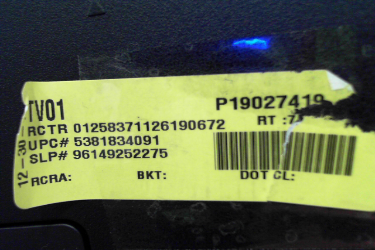 TV01 P19027419
RCTR 01258371126190672 RT :7
UPC# 5381834091
SLP# 96149252275
RCRA: BKT: DOT CL:
12-30-